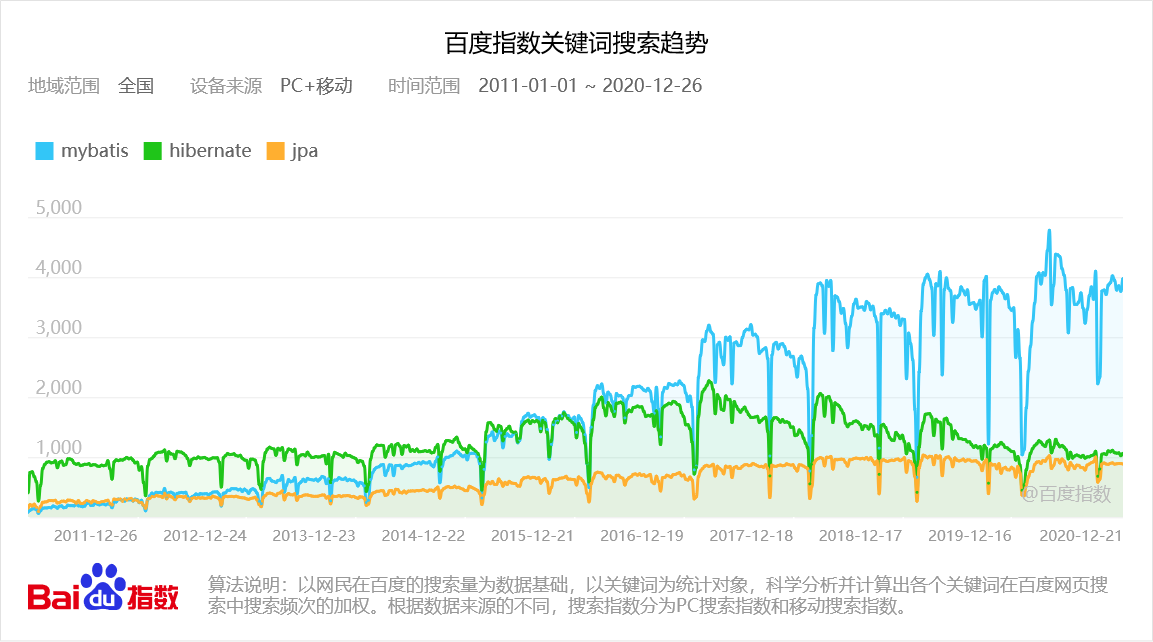 百度指数关键词搜索趋势
地域范围 全国 设备来源 PC+移动 时间范围 2011-01-01 ~ 2020-12-26
mybatis hibernate jpa
5,000
4,000
3,000
2,000
1,000
@百度指数
2011-12-26 2012-12-24 2013-12-23 2014-12-22 2015-12-21 2016-12-19 2017-12-18 2018-12-17 2019-12-16 2020-12-21
Bai du 指数
算法说明：以网民在百度的搜索量为数据基础，以关键词为统计对象，科学分析并计算出各个关键词在百度网页搜
索中搜索频次的加权。根据数据来源的不同，搜索指数分为PC搜索指数和移动搜索指数。